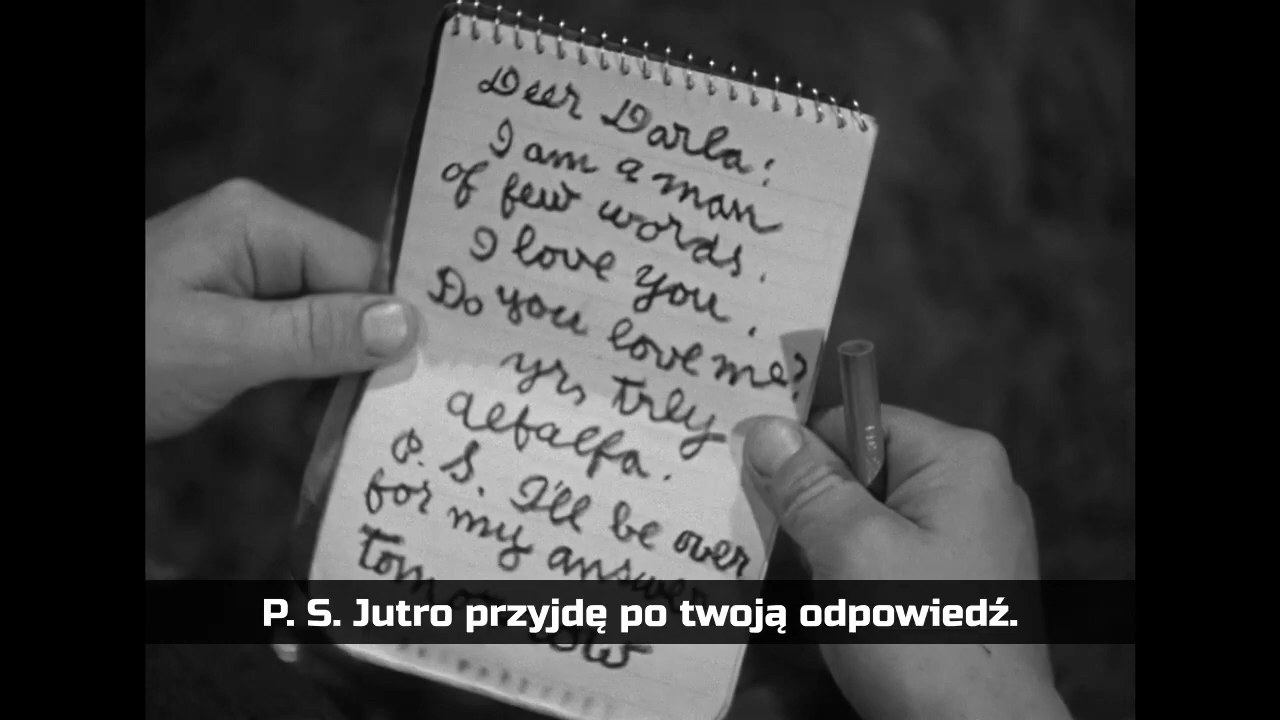 Deer Darla:
I am a man
of few words.
I love you.
Do you love me?
yrs trly
alfalfa.
P. S. I'll be over
for my answer
P. S. Jutro przyjdę po twoją odpowiedź.